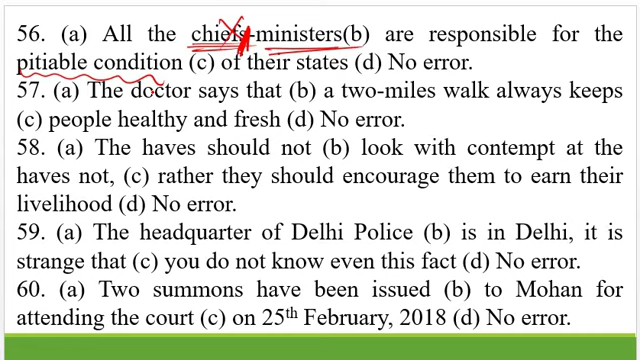 56. (a) All the chiefs-ministers(b) are responsible for the
pitiable condition (c) of their states (d) No error.
57. (a) The doctor says that (b) a two-miles walk always keeps
(c) people healthy and fresh (d) No error.
58. (a) The haves should not (b) look with contempt at the
haves not, (c) rather they should encourage them to earn their
livelihood (d) No error.
59. (a) The headquarter of Delhi Police (b) is in Delhi, it is
strange that (c) you do not know even this fact (d) No error.
60. (a) Two summons have been issued (b) to Mohan for
attending the court (c) on 25th February, 2018 (d) No error.